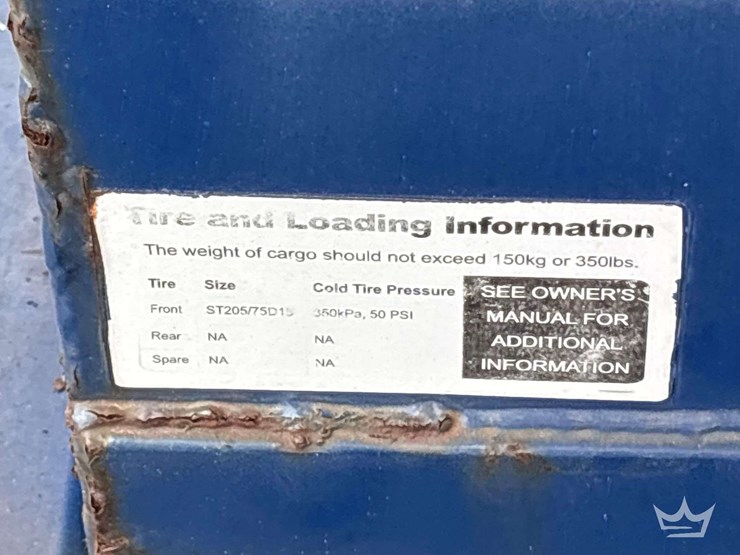 Tire and Loading Information
The weight of cargo should not exceed 150kg or 350lbs.
Tire Size Cold Tire Pressure
Front ST205/75D15 350kPa, 50 PSI
Rear NA NA
Spare NA NA
SEE OWNER'S
MANUAL FOR
ADDITIONAL
INFORMATION